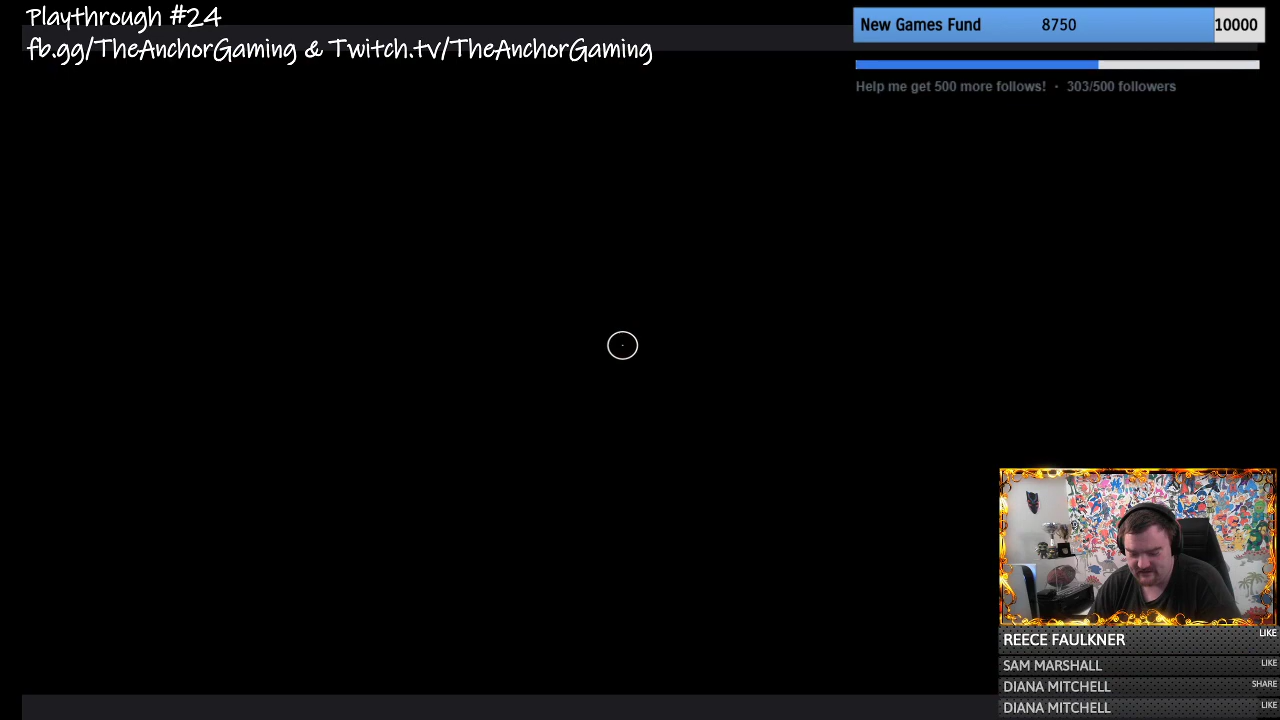 Playthrough #24
fb.gg/TheAnchorGaming & Twitch.tv/TheAnchorGaming
New Games Fund 8750 10000
Help me get 500 more follows! · 303/500 followers
REECE FAULKNER LIKE
SAM MARSHALL LIKE
DIANA MITCHELL SHARE
DIANA MITCHELL LIKE